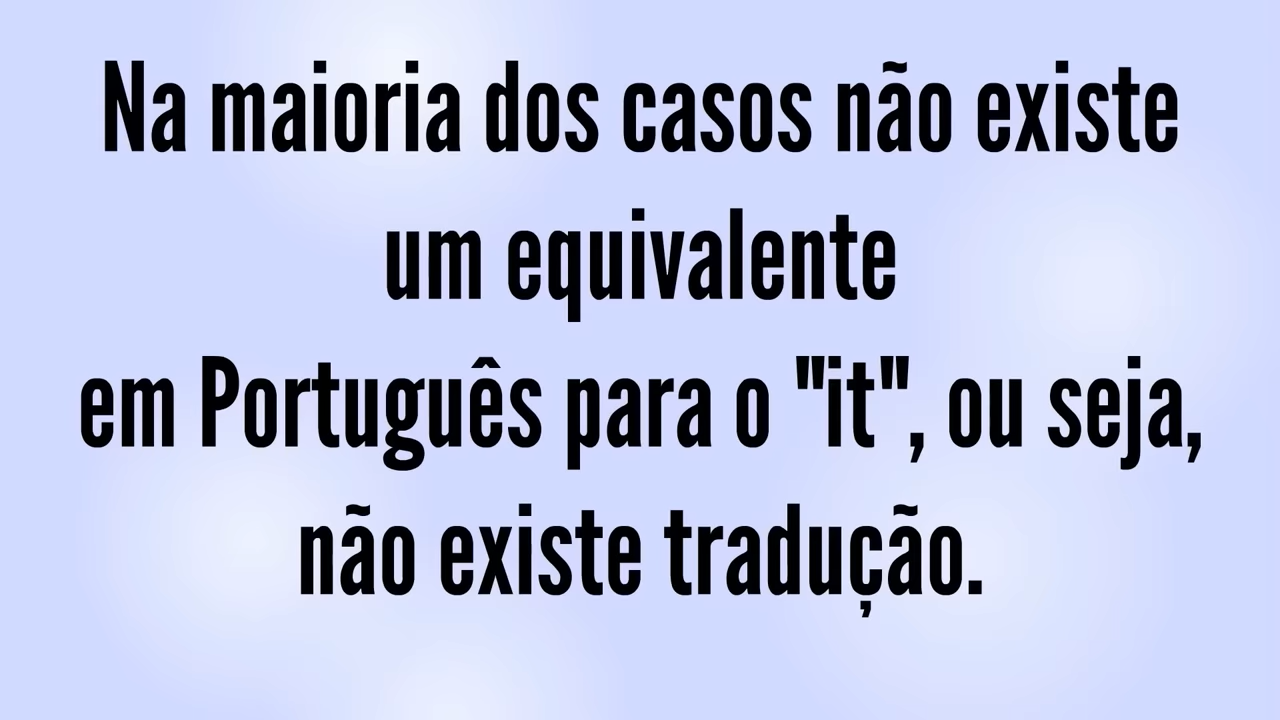 Na maioria dos casos não existe
um equivalente
em Português para o "it", ou seja,
não existe tradução.